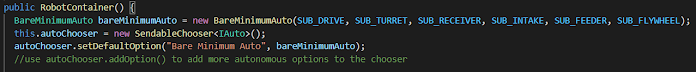 public RobotContainer() {
BareMinimumAuto bareMinimumAuto = new BareMinimumAuto(SUB_DRIVE, SUB_TURRET, SUB_RECEIVER, SUB_INTAKE, SUB_FEEDER, SUB_FLYWHEEL);
this.autoChooser = new SendableChooser<IAuto>();
autoChooser.setDefaultOption("Bare Minimum Auto", bareMinimumAuto);
//use autoChooser.addOption() to add more autonomous options to the chooser